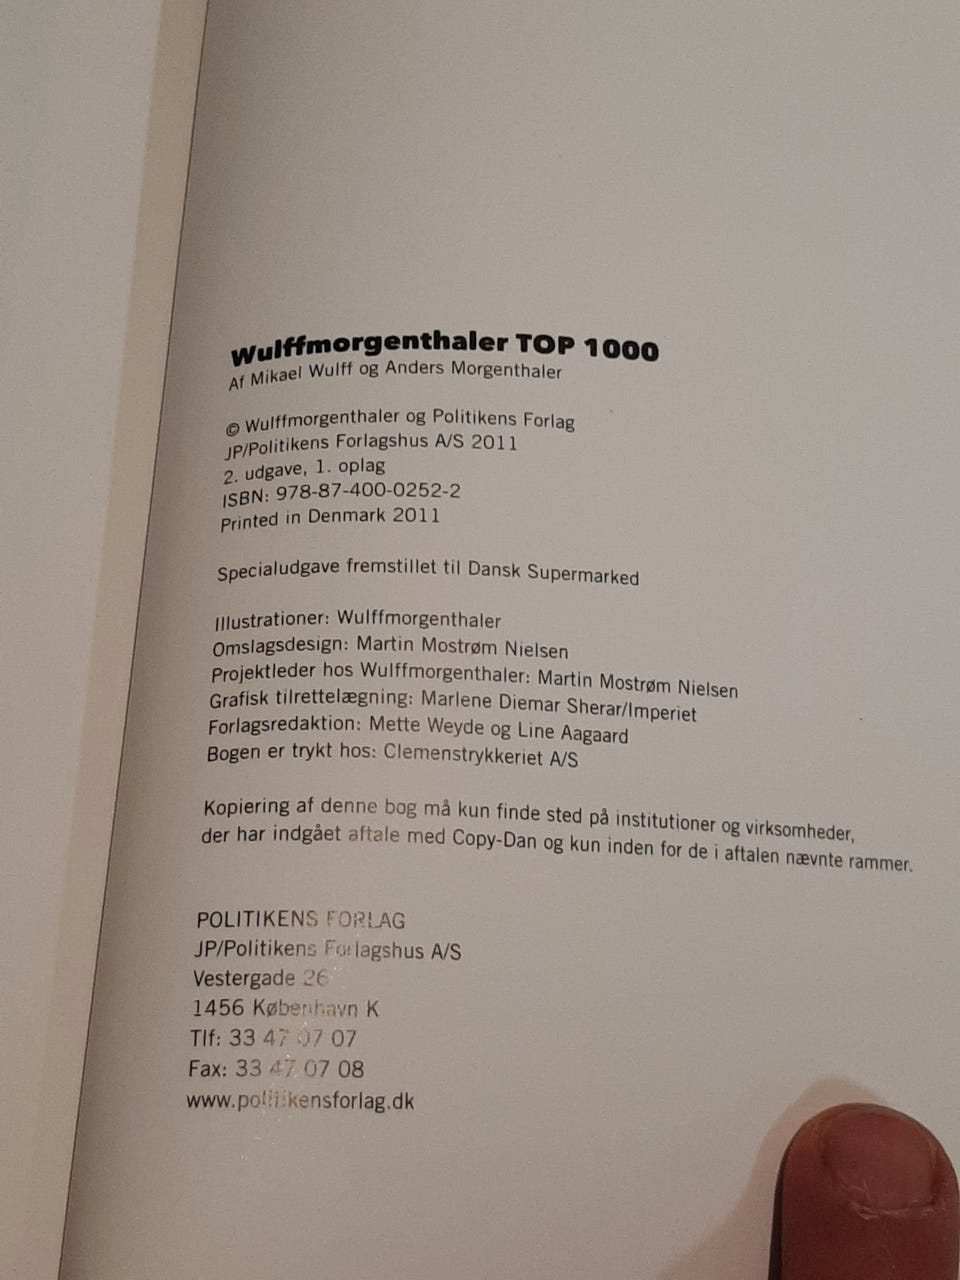 Wulffmorgenthaler TOP 1000
Af Mikael Wulff og Anders Morgenthaler
© Wulffmorgenthaler og Politikens Forlag
JP/Politikens Forlagshus A/S 2011
2. udgave, 1. oplag
ISBN: 978-87-400-0252-2
Printed in Denmark 2011
Specialudgave fremstillet til Dansk Supermarked
Illustrationer: Wulffmorgenthaler
Omslagsdesign: Martin Mostrøm Nielsen
Projektleder hos Wulffmorgenthaler: Martin Mostrøm Nielsen
Grafisk tilrettelægning: Marlene Diemar Sherar/Imperiet
Forlagsredaktion: Mette Weyde og Line Aagaard
Bogen er trykt hos: Clemenstrykkeriet A/S
Kopiering af denne bog må kun finde sted på institutioner og virksomheder,
der har indgået aftale med Copy-Dan og kun inden for de i aftalen nævnte rammer.
POLITIKENS FORLAG
JP/Politikens Forlagshus A/S
Vestergade 26
1456 København K
Tlf: 33 47 07 07
Fax: 33 47 07 08
www.politikensforlag.dk